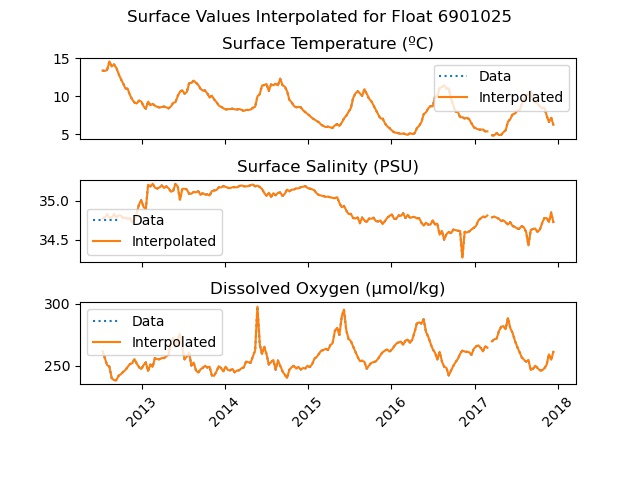 Surface Values Interpolated for Float 6901025
Surface Temperature (ºC)
15
10
5
Data
Interpolated
Surface Salinity (PSU)
35.0
34.5
Data
Interpolated
Dissolved Oxygen (µmol/kg)
300
250
Data
Interpolated
2013
2014
2015
2016
2017
2018